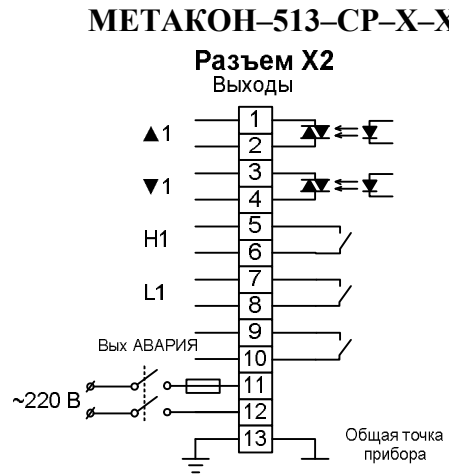 МЕТАКОН–513–СР–Х–Х
Разъем Х2
Выходы
▲1
▼1
H1
L1
Вых АВАРИЯ
~220 В
1
2
3
4
5
6
7
8
9
10
11
12
13
Общая точка
прибора